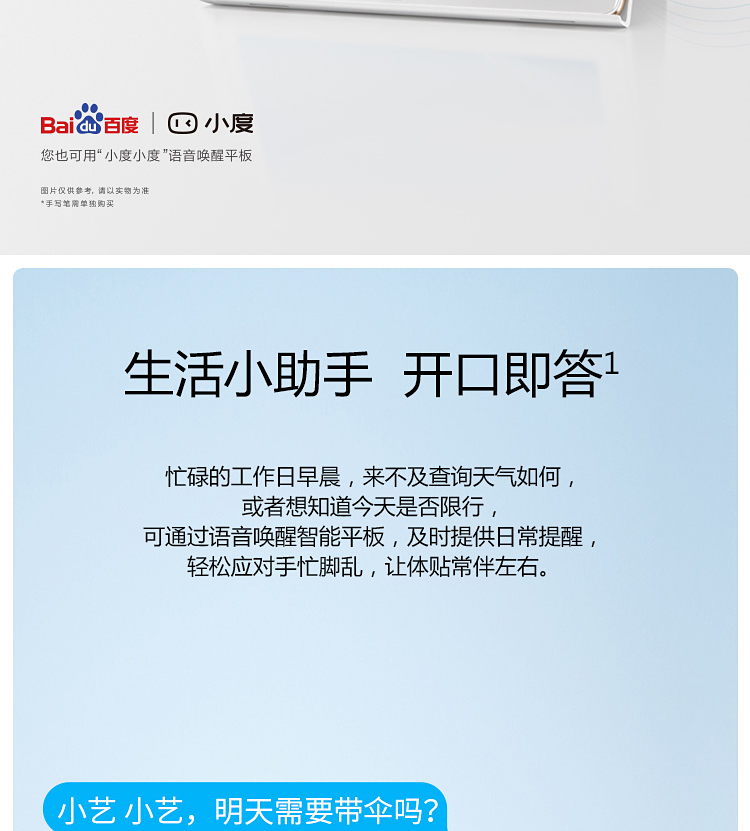 Baidu百度 | 小度
您也可用“小度小度”语音唤醒平板
图片仅供参考, 请以实物为准
*手写笔需单独购买
生活小助手 开口即答1
忙碌的工作日早晨，来不及查询天气如何，
或者想知道今天是否限行，
可通过语音唤醒智能平板，及时提供日常提醒，
轻松应对手忙脚乱，让体贴常伴左右。
小艺 小艺，明天需要带伞吗?